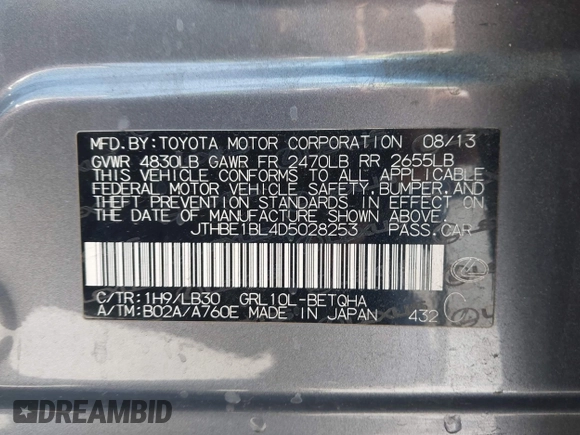 MFD.BY:TOYOTA MOTOR CORPORATION 08/13
GVWR 4830LB GAWR FR 2470LB RR 2655LB
THIS VEHICLE CONFORMS TO ALL APPLICABLE
FEDERAL MOTOR VEHICLE SAFETY,BUMPER,AND
THEFT PREVENTION STANDARDS IN EFFECT ON
THE DATE OF MANUFACTURE SHOWN ABOVE.
JTHBE1BL4D5028253 PASS.CAR
C/TR:1H9/LB30 GRL10L-BETQHA C
A/TM:B02A/A760E MADE IN JAPAN 432
DREAMBID